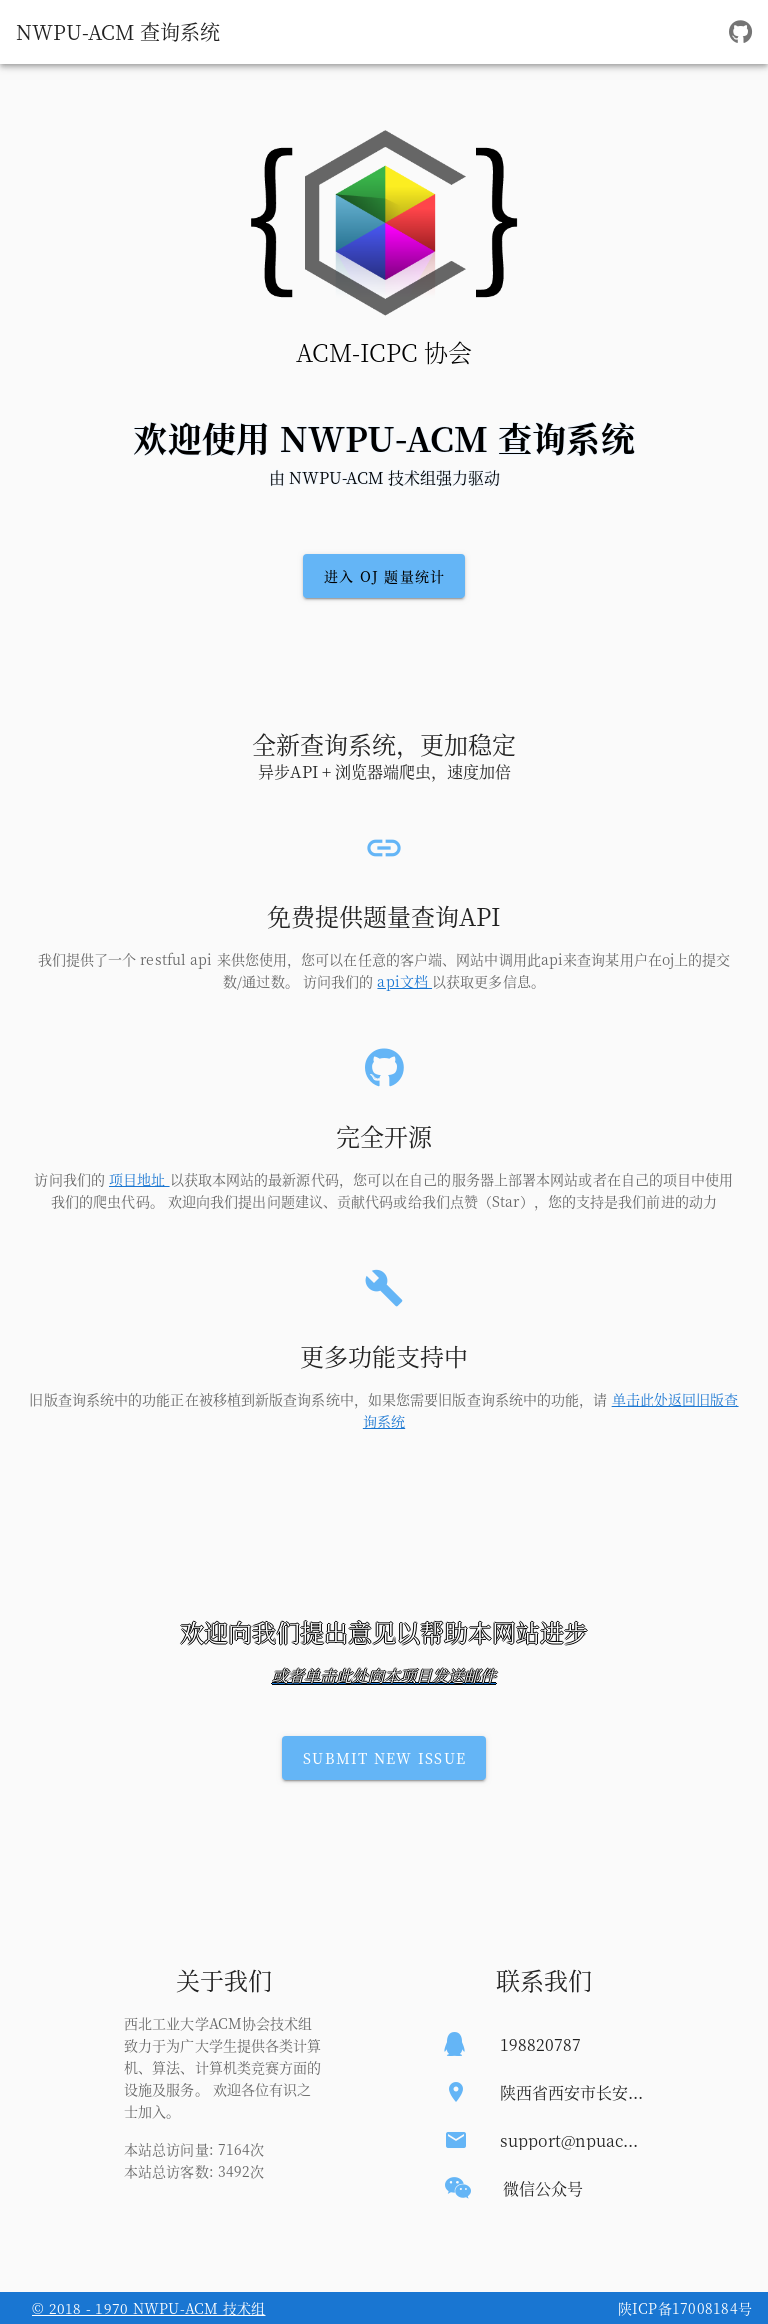 NWPU-ACM 查询系统
ACM-ICPC 协会
欢迎使用 NWPU-ACM 查询系统
由 NWPU-ACM 技术组强力驱动
进入 OJ 题量统计
全新查询系统，更加稳定
异步API + 浏览器端爬虫，速度加倍
免费提供题量查询API
我们提供了一个 restful api 来供您使用，您可以在任意的客户端、网站中调用此api来查询某用户在oj上的提交
数/通过数。 访问我们的 api文档 以获取更多信息。
完全开源
访问我们的 项目地址 以获取本网站的最新源代码，您可以在自己的服务器上部署本网站或者在自己的项目中使用
我们的爬虫代码。 欢迎向我们提出问题建议、贡献代码或给我们点赞（Star），您的支持是我们前进的动力
更多功能支持中
旧版查询系统中的功能正在被移植到新版查询系统中，如果您需要旧版查询系统中的功能，请 单击此处返回旧版查
询系统
欢迎向我们提出意见以帮助本网站进步
或者单击此处向本项目发送邮件
SUBMIT NEW ISSUE
关于我们
西北工业大学ACM协会技术组
致力于为广大学生提供各类计算
机、算法、计算机类竞赛方面的
设施及服务。 欢迎各位有识之
士加入。
本站总访问量: 7164次
本站总访客数: 3492次
联系我们
198820787
陕西省西安市长安...
support@npuac...
微信公众号
© 2018 - 1970 NWPU-ACM 技术组
陕ICP备17008184号